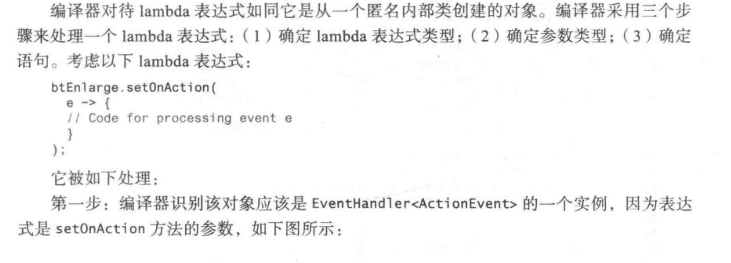 编译器对待 lambda 表达式如同它是从一个匿名内部类创建的对象。编译器采用三个步
骤来处理一个 lambda 表达式：（1）确定 lambda 表达式类型；（2）确定参数类型；（3）确定
语句。考虑以下 lambda 表达式：
btEnlarge.setOnAction(
e -> {
// Code for processing event e
}
);
它被如下处理：
第一步：编译器识别该对象应该是 EventHandler<ActionEvent> 的一个实例，因为表达
式是 setOnAction 方法的参数，如下图所示：